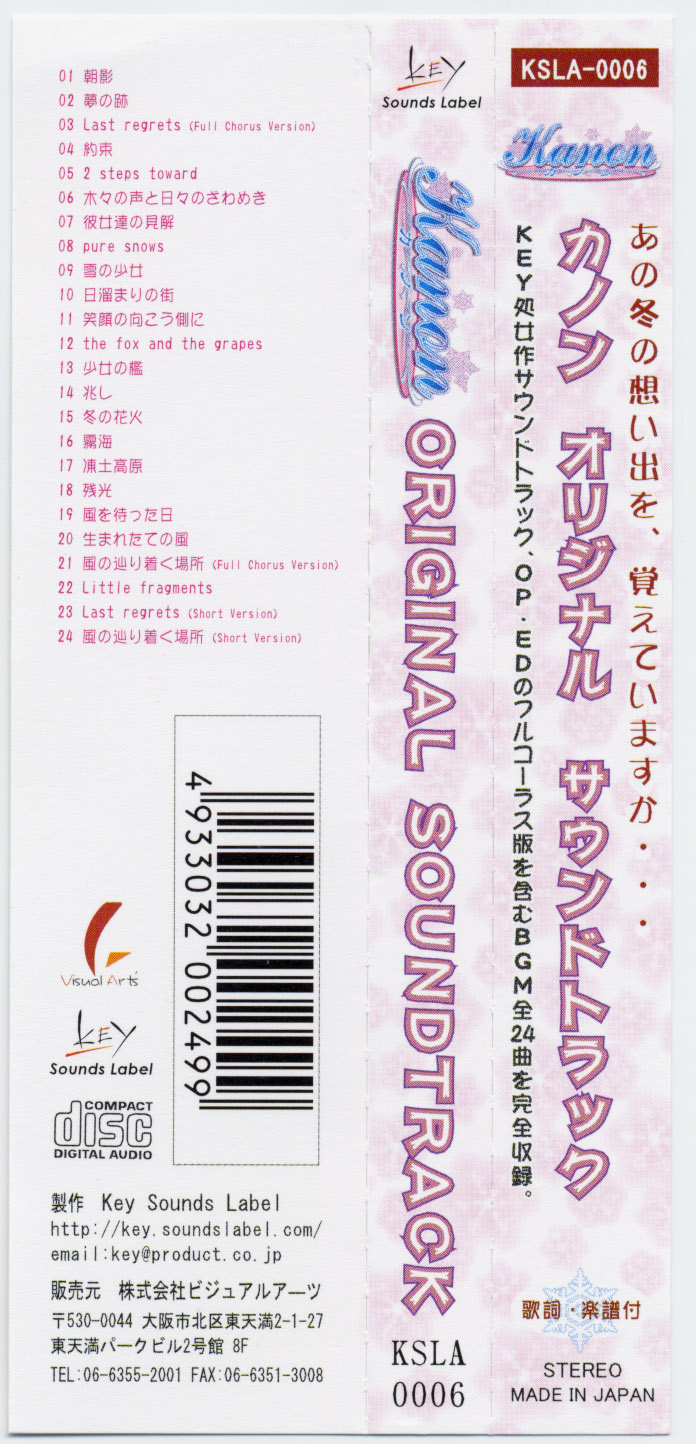 01 朝影
02 夢の跡
03 Last regrets (Full Chorus Version)
04 約束
05 2 steps toward
06 木々の声と日々のざわめき
07 彼女達の見解
08 pure snows
09 雪の少女
10 日溜まりの街
11 笑顔の向こう側に
12 the fox and the grapes
13 少女の檻
14 兆し
15 冬の花火
16 霧海
17 凍土高原
18 残光
19 風を待った日
20 生まれたての風
21 風の辿り着く場所 (Full Chorus Version)
22 Little fragments
23 Last regrets (Short Version)
24 風の辿り着く場所 (Short Version)
4 933032 002499
Visual Art's
Key
Sounds Label
COMPACT
disc
DIGITAL AUDIO
製作 Key Sounds Label
http://key.soundslabel.com/
email:key@product.co.jp
販売元 株式会社ビジュアルアーツ
〒530-0044 大阪市北区東天満2-1-27
東天満パークビル2号館 8F
TEL:06-6355-2001 FAX:06-6351-3008
Key
Sounds Label
Kanon
カノン
ORIGINAL SOUNDTRACK
KSLA
0006
KSLA-0006
Kanon
あの冬の想い出を、覚えていますか・・・
カノン オリジナル サウンドトラック
KEY処女作サウンドトラック、OP・EDのフルコーラス版を含むBGM全24曲を完全収録。
歌詞・楽譜付
STEREO
MADE IN JAPAN